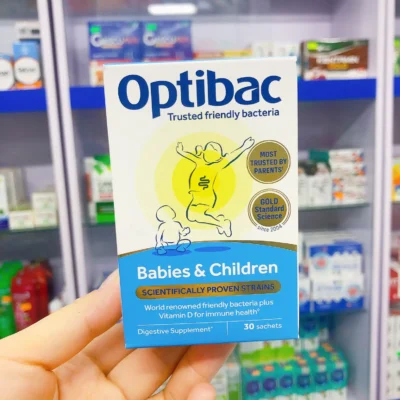 Optibac
Trusted friendly bacteria
MOST
TRUSTED BY
PARENTS†
GOLD
Standard
Science
since 2004
Babies & Children
SCIENTIFICALLY PROVEN STRAINS
World renowned friendly bacteria plus
Vitamin D for immune health^
Digestive Supplement°
30 sachets